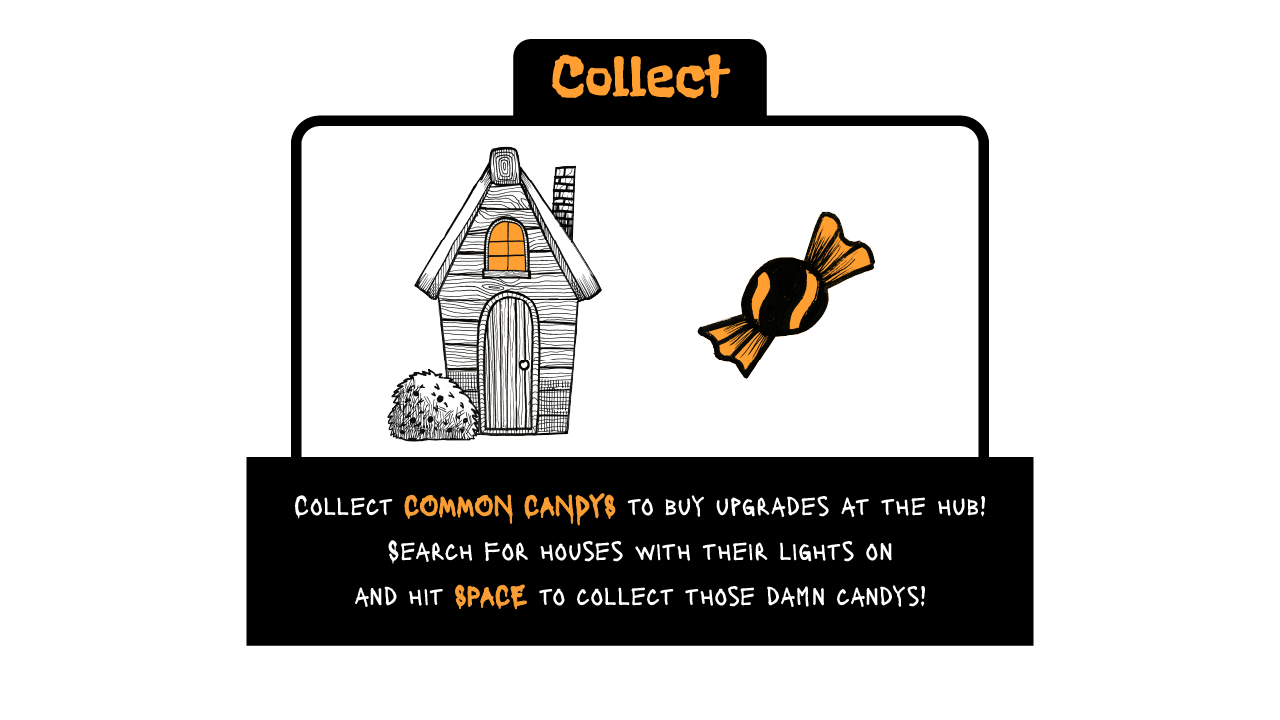 Collect
Collect common candys to buy upgrades at the hub!
Search for houses with their lights on
and hit space to collect those damn candys!